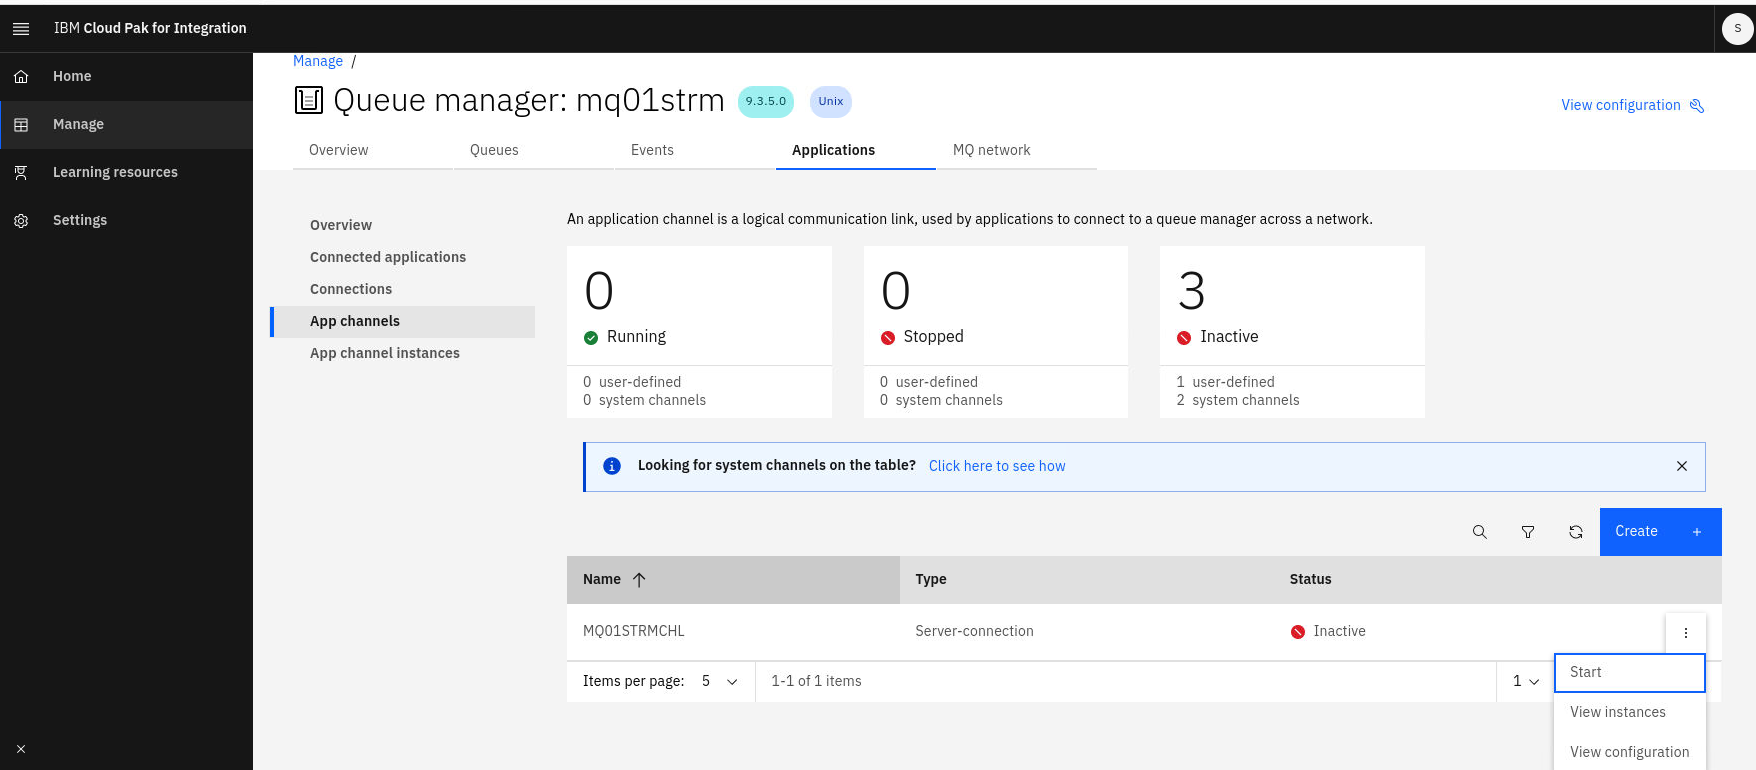 IBM Cloud Pak for Integration
S
Home
Manage
Learning resources
Settings
Manage /
Queue manager: mq01strm
9.3.5.0
Unix
View configuration
Overview
Queues
Events
Applications
MQ network
Overview
Connected applications
Connections
App channels
App channel instances
An application channel is a logical communication link, used by applications to connect to a queue manager across a network.
0
Running
0 user-defined
0 system channels
0
Stopped
0 user-defined
0 system channels
3
Inactive
1 user-defined
2 system channels
Looking for system channels on the table? Click here to see how
Create +
Name Type Status
MQ01STRMCHL Server-connection Inactive
Items per page: 5 1-1 of 1 items 1
Start
View instances
View configuration